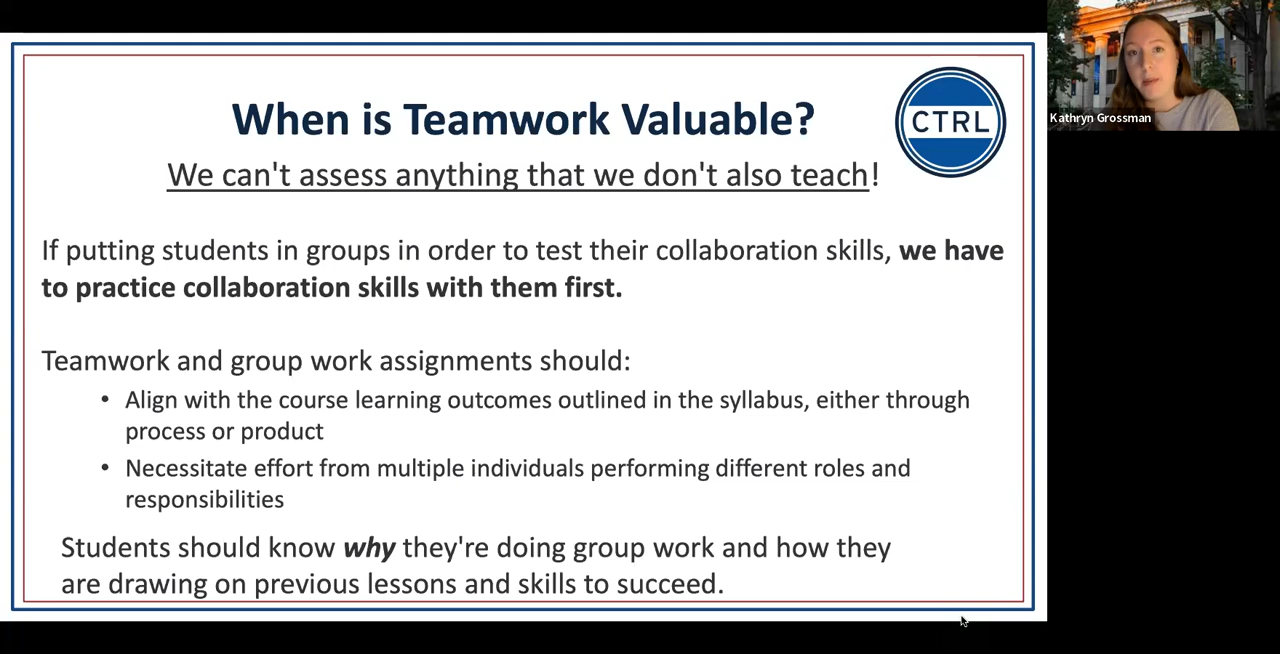 When is Teamwork Valuable?
CTRL
We can't assess anything that we don't also teach!
If putting students in groups in order to test their collaboration skills, we have
to practice collaboration skills with them first.
Teamwork and group work assignments should:
• Align with the course learning outcomes outlined in the syllabus, either through
process or product
• Necessitate effort from multiple individuals performing different roles and
responsibilities
Students should know why they're doing group work and how they
are drawing on previous lessons and skills to succeed.
Kathryn Grossman